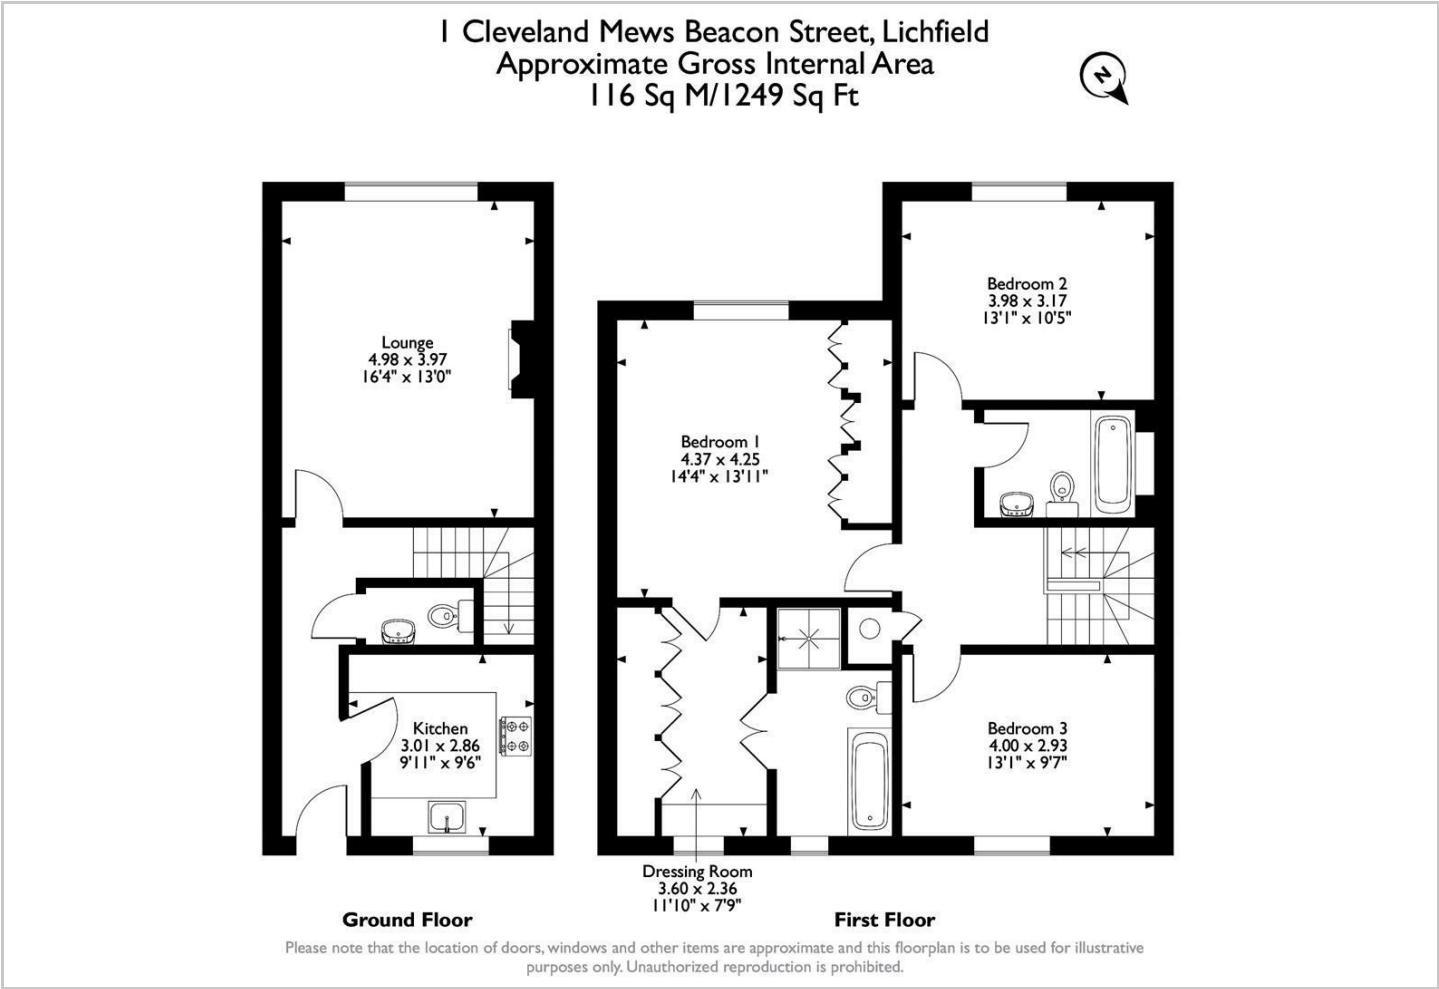 1 Cleveland Mews Beacon Street, Lichfield
Approximate Gross Internal Area
116 Sq M/1249 Sq Ft
N
Lounge
4.98 x 3.97
16'4" x 13'0"
Kitchen
3.01 x 2.86
9'11" x 9'6"
Ground Floor
Bedroom 1
4.37 x 4.25
14'4" x 13'11"
Bedroom 2
3.98 x 3.17
13'1" x 10'5"
Bedroom 3
4.00 x 2.93
13'1" x 9'7"
Dressing Room
3.60 x 2.36
11'10" x 7'9"
First Floor
Please note that the location of doors, windows and other items are approximate and this floorplan is to be used for illustrative
purposes only. Unauthorized reproduction is prohibited.